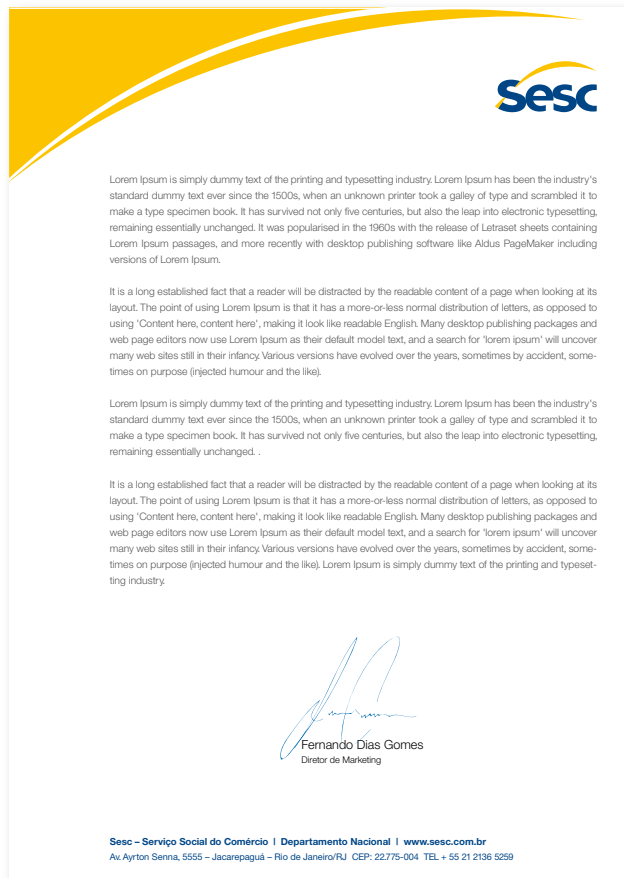 Sesc
Lorem Ipsum is simply dummy text of the printing and typesetting industry. Lorem Ipsum has been the industry's
standard dummy text ever since the 1500s, when an unknown printer took a galley of type and scrambled it to
make a type specimen book. It has survived not only five centuries, but also the leap into electronic typesetting,
remaining essentially unchanged. It was popularised in the 1960s with the release of Letraset sheets containing
Lorem Ipsum passages, and more recently with desktop publishing software like Aldus PageMaker including
versions of Lorem Ipsum.
It is a long established fact that a reader will be distracted by the readable content of a page when looking at its
layout. The point of using Lorem Ipsum is that it has a more-or-less normal distribution of letters, as opposed to
using 'Content here, content here', making it look like readable English. Many desktop publishing packages and
web page editors now use Lorem Ipsum as their default model text, and a search for 'lorem ipsum' will uncover
many web sites still in their infancy. Various versions have evolved over the years, sometimes by accident, some-
times on purpose (injected humour and the like).
Lorem Ipsum is simply dummy text of the printing and typesetting industry. Lorem Ipsum has been the industry's
standard dummy text ever since the 1500s, when an unknown printer took a galley of type and scrambled it to
make a type specimen book. It has survived not only five centuries, but also the leap into electronic typesetting,
remaining essentially unchanged. .
It is a long established fact that a reader will be distracted by the readable content of a page when looking at its
layout. The point of using Lorem Ipsum is that it has a more-or-less normal distribution of letters, as opposed to
using 'Content here, content here', making it look like readable English. Many desktop publishing packages and
web page editors now use Lorem Ipsum as their default model text, and a search for 'lorem ipsum' will uncover
many web sites still in their infancy. Various versions have evolved over the years, sometimes by accident, some-
times on purpose (injected humour and the like). Lorem Ipsum is simply dummy text of the printing and typeset-
ting industry.
Fernando Dias Gomes
Diretor de Marketing
Sesc – Serviço Social do Comércio | Departamento Nacional | www.sesc.com.br
Av. Ayrton Senna, 5555 – Jacarepaguá – Rio de Janeiro/RJ CEP: 22.775-004 TEL + 55 21 2136 5259